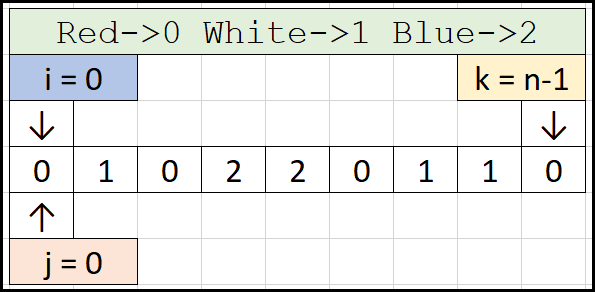 Red->0 White->1 Blue->2
i = 0 k = n-1
↓ ↓
0 1 0 2 2 0 1 1 0
↑
j = 0